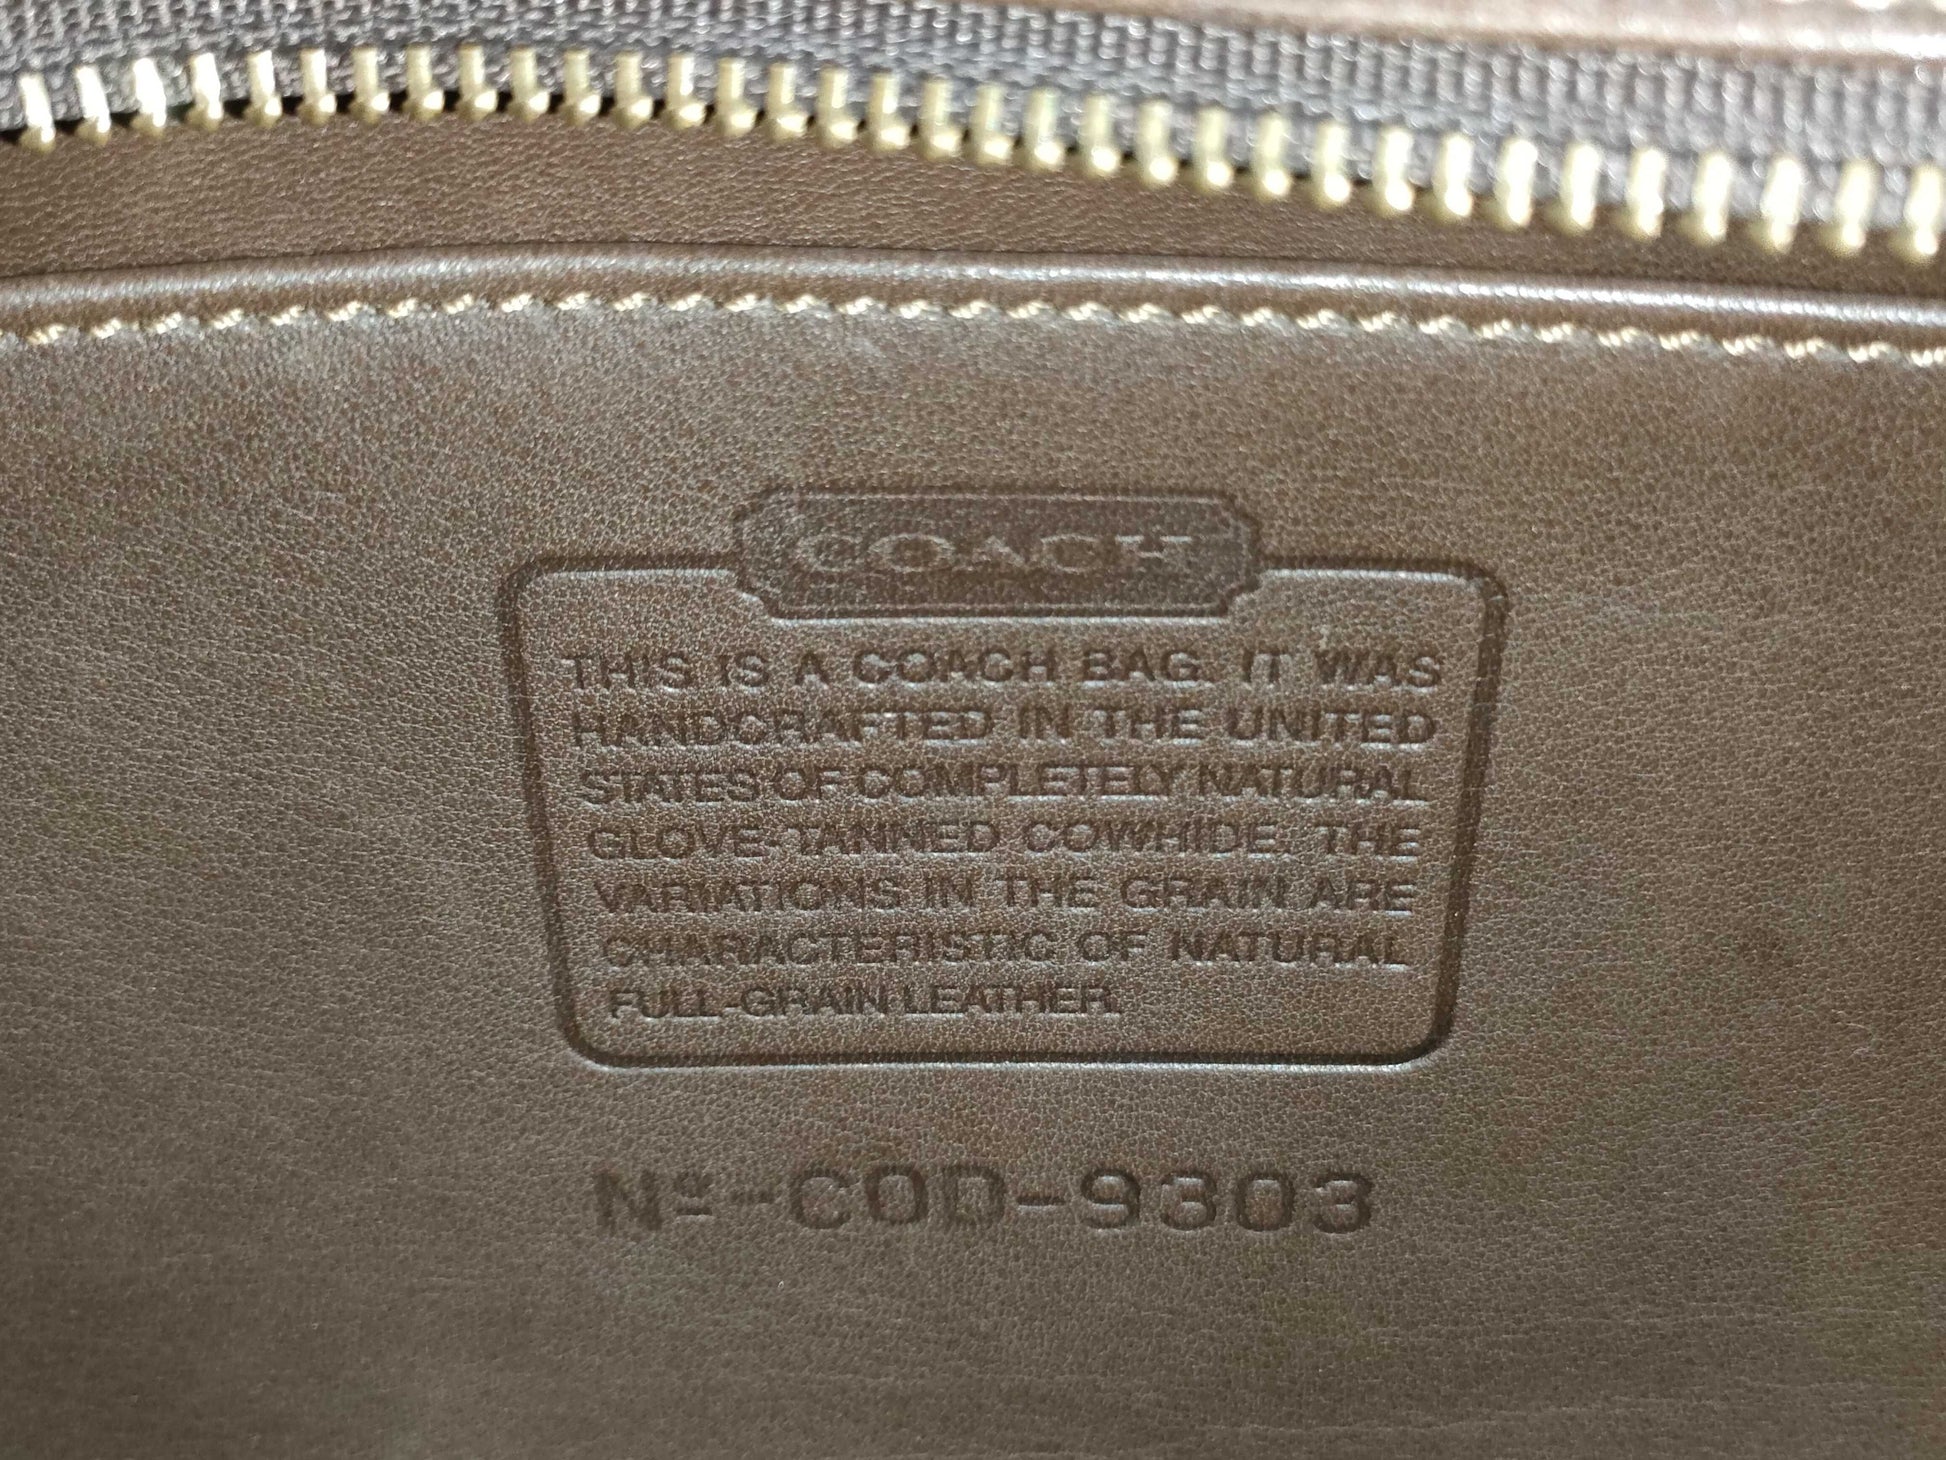 COACH
THIS IS A COACH BAG. IT WAS
HANDCRAFTED IN THE UNITED
STATES OF COMPLETELY NATURAL
GLOVE-TANNED COWHIDE. THE
VARIATIONS IN THE GRAIN ARE
CHARACTERISTIC OF NATURAL
FULL-GRAIN LEATHER.
Nº-COD-9303